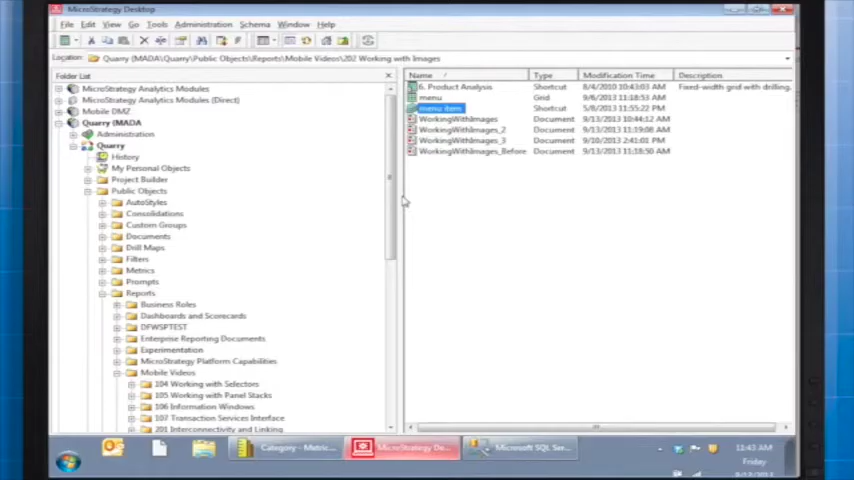 MicroStrategy Desktop
File Edit View Go Tools Administration Schema Window Help
Location: Quarry (MADA\Quarry\Public Objects\Reports\Mobile Videos\202 Working with Images
Folder List
MicroStrategy Analytics Modules
MicroStrategy Analytics Modules (Direct)
Mobile DMZ
Quarry (MADA
Administration
Quarry
History
My Personal Objects
Project Builder
Public Objects
AutoStyles
Consolidations
Custom Groups
Documents
Drill Maps
Filters
Metrics
Prompts
Reports
Business Roles
Dashboards and Scorecards
DFWSPTEST
Enterprise Reporting Documents
Experimentation
MicroStrategy Platform Capabilities
Mobile Videos
104 Working with Selectors
105 Working with Panel Stacks
106 Information Windows
107 Transaction Services Interface
201 Interconnectivity and Linking
Name / Type Modification Time Description
6. Product Analysis Shortcut 8/4/2010 10:43:03 AM Fixed-width grid with drilling.
menu Grid 9/6/2013 11:18:53 AM
menu item Shortcut 5/8/2013 11:55:22 PM
WorkingWithImages Document 9/13/2013 10:44:12 AM
WorkingWithImages_2 Document 9/13/2013 11:39:08 AM
WorkingWithImages_3 Document 9/10/2013 2:41:01 PM
WorkingWithImages_Before Document 9/13/2013 11:18:50 AM
Category - Metric... MicroStrategy De... Microsoft SQL Ser...
11:43 AM
Friday